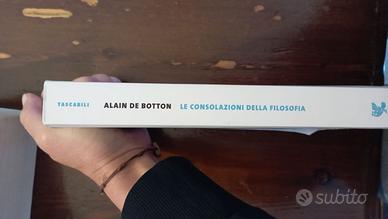 TASCABILI ALAIN DE BOTTON LE CONSOLAZIONI DELLA FILOSOFIA
subito